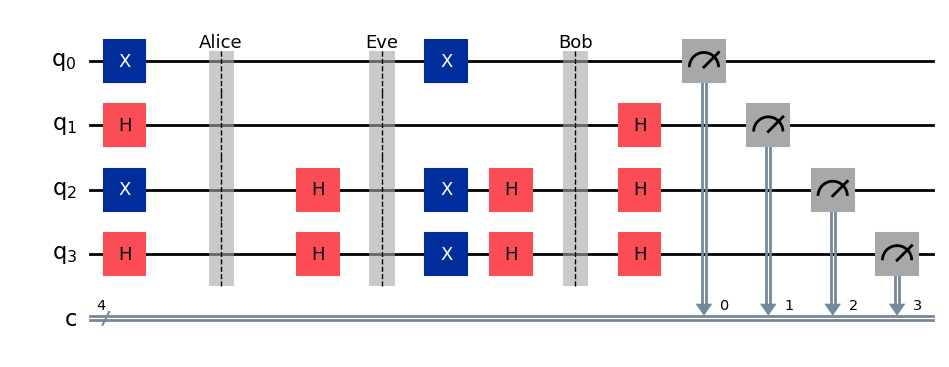 Alice Eve Bob
q0 X X
q1 H H
q2 X H X H H
q3 H H X H H
c 4 0 1 2 3